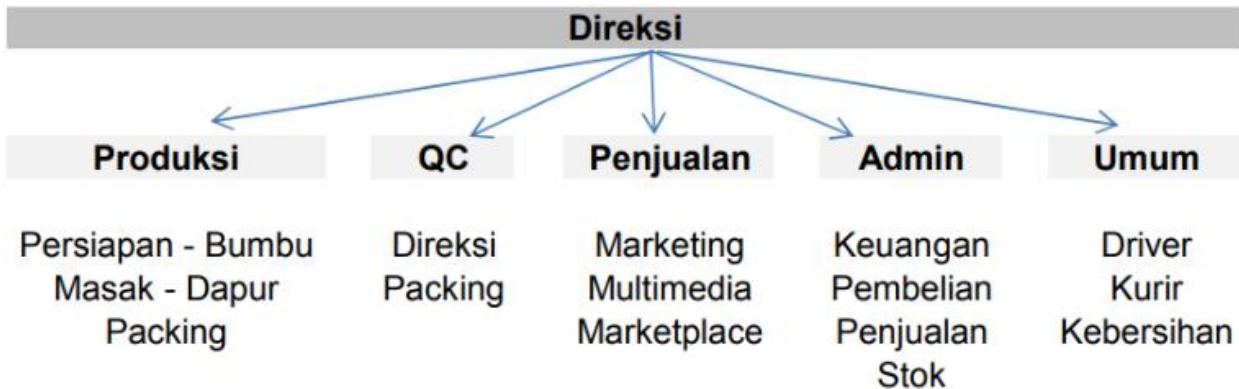 Direksi
Produksi
QC
Penjualan
Admin
Umum
Persiapan - Bumbu
Masak - Dapur
Packing
Direksi
Packing
Marketing
Multimedia
Marketplace
Keuangan
Pembelian
Penjualan
Stok
Driver
Kurir
Kebersihan